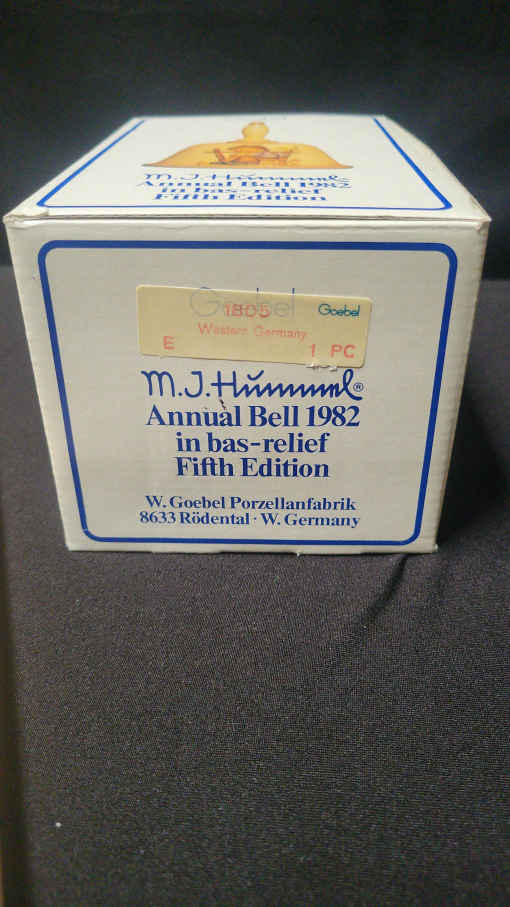 M.J.Hummel
Annual Bell 1982
in bas-relief
Fifth Edition
Goebel Goebel
1805
Western Germany
E 1 PC
M.J.Hummel®
Annual Bell 1982
in bas-relief
Fifth Edition
W. Goebel Porzellanfabrik
8633 Rödental · W. Germany